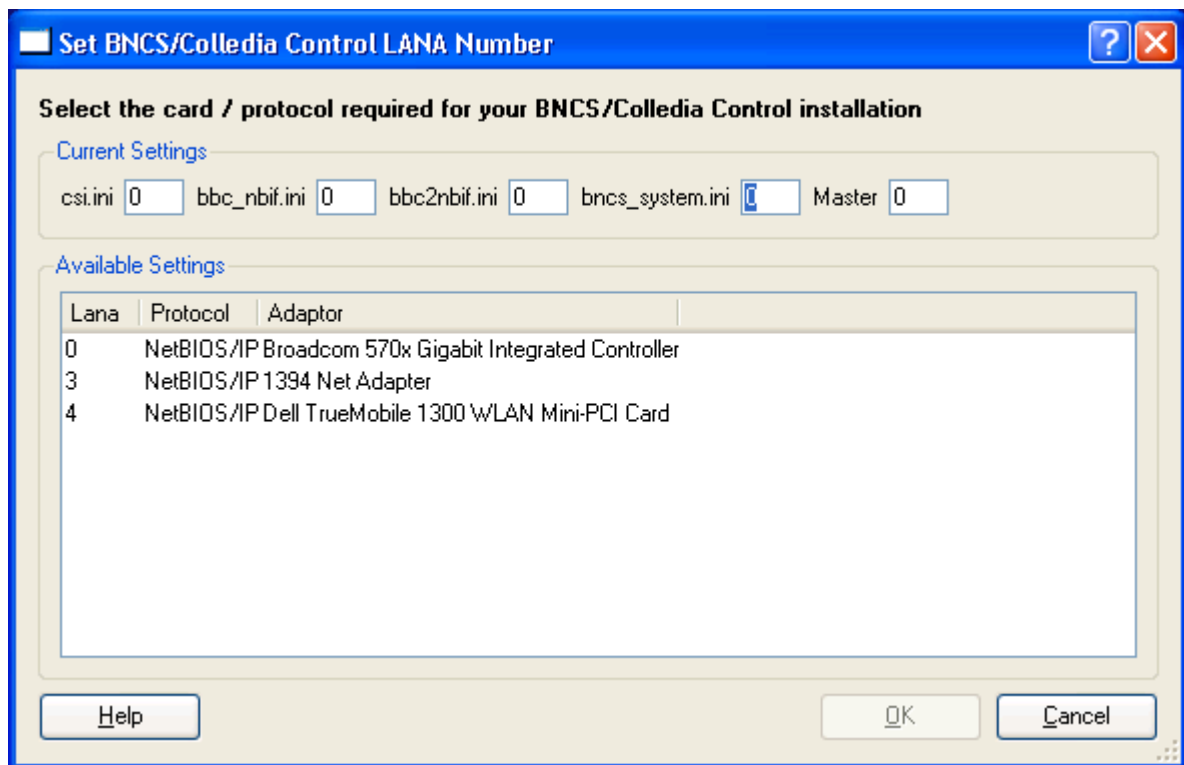 Set BNCS/Colledia Control LANA Number
Select the card / protocol required for your BNCS/Colledia Control installation
Current Settings
csi.ini 0 bbc_nbif.ini 0 bbc2nbif.ini 0 bncs_system.ini 0 Master 0
Available Settings
Lana Protocol Adaptor
0 NetBIOS/IP Broadcom 570x Gigabit Integrated Controller
3 NetBIOS/IP 1394 Net Adapter
4 NetBIOS/IP Dell TrueMobile 1300 WLAN Mini-PCI Card
Help OK Cancel